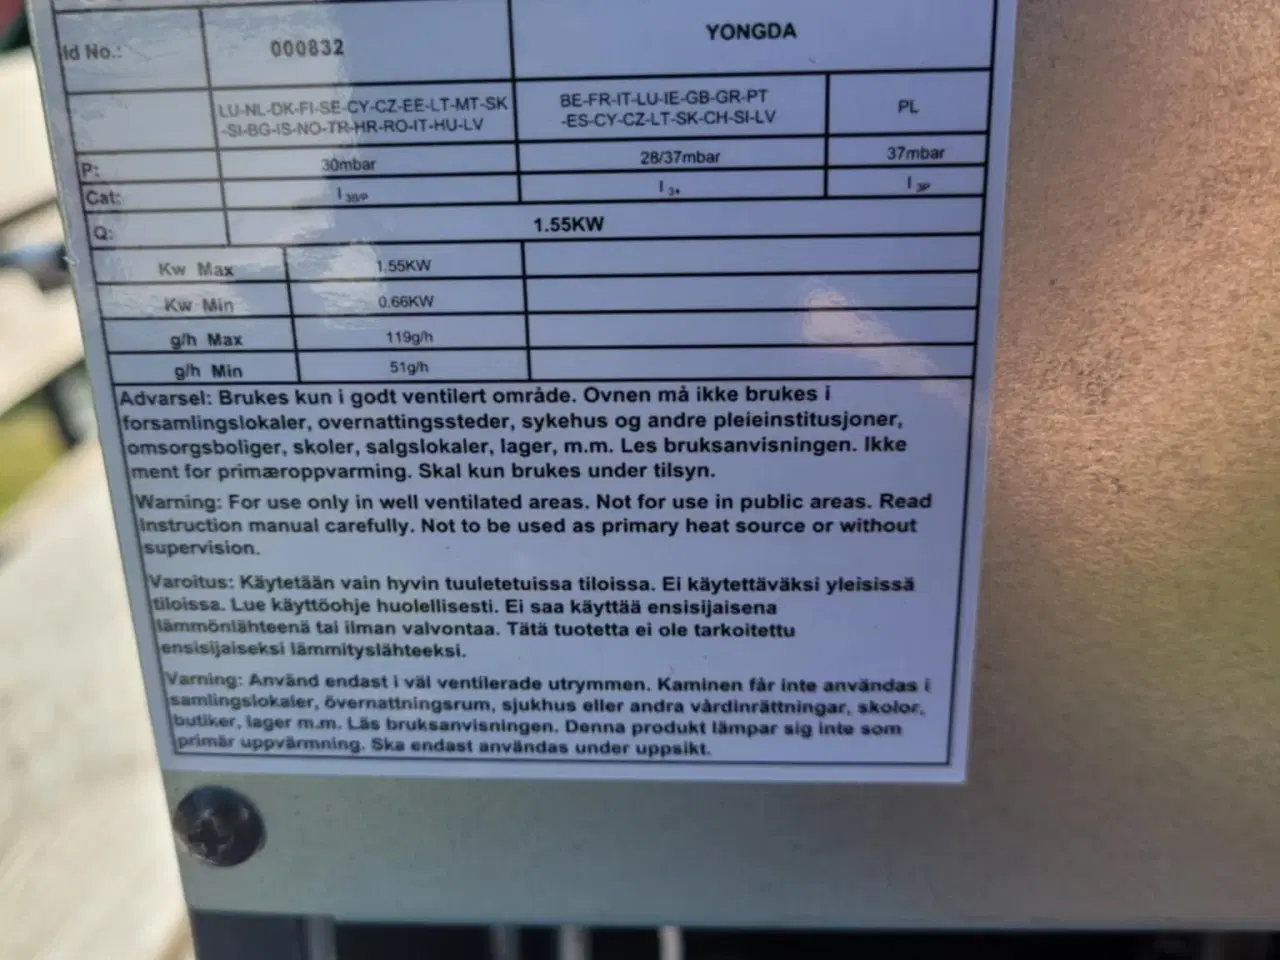 Id No.: 000832 YONGDA
LU-NL-DK-FI-SE-CY-CZ-EE-LT-MT-SK BE-FR-IT-LU-IE-GB-GR-PT PL
-SI-BG-IS-NO-TR-HR-RO-IT-HU-LV -ES-CY-CZ-LT-SK-CH-SI-LV
P: 30mbar 28/37mbar 37mbar
Cat: I 3B/P I 3+ I 3P
Q: 1.55KW
Kw Max 1.55KW
Kw Min 0.66KW
g/h Max 119g/h
g/h Min 51g/h
Advarsel: Brukes kun i godt ventilert område. Ovnen må ikke brukes i
forsamlingslokaler, overnattingssteder, sykehus og andre pleieinstitusjoner,
omsorgsboliger, skoler, salgslokaler, lager, m.m. Les bruksanvisningen. Ikke
ment for primæroppvarming. Skal kun brukes under tilsyn.
Warning: For use only in well ventilated areas. Not for use in public areas. Read
Instruction manual carefully. Not to be used as primary heat source or without
supervision.
Varoitus: Käytetään vain hyvin tuuletetuissa tiloissa. Ei käytettäväksi yleisissä
tiloissa. Lue käyttöohje huolellisesti. Ei saa käyttää ensisijaisena
lämmönlähteenä tai ilman valvontaa. Tätä tuotetta ei ole tarkoitettu
ensisijaiseksi lämmityslähteeksi.
Varning: Använd endast i väl ventilerade utrymmen. Kaminen får inte användas i
samlingslokaler, övernattningsrum, sjukhus eller andra vårdinrättningar, skolor,
butiker, lager m.m. Läs bruksanvisningen. Denna produkt lämpar sig inte som
primär uppvärmning. Ska endast användas under uppsikt.